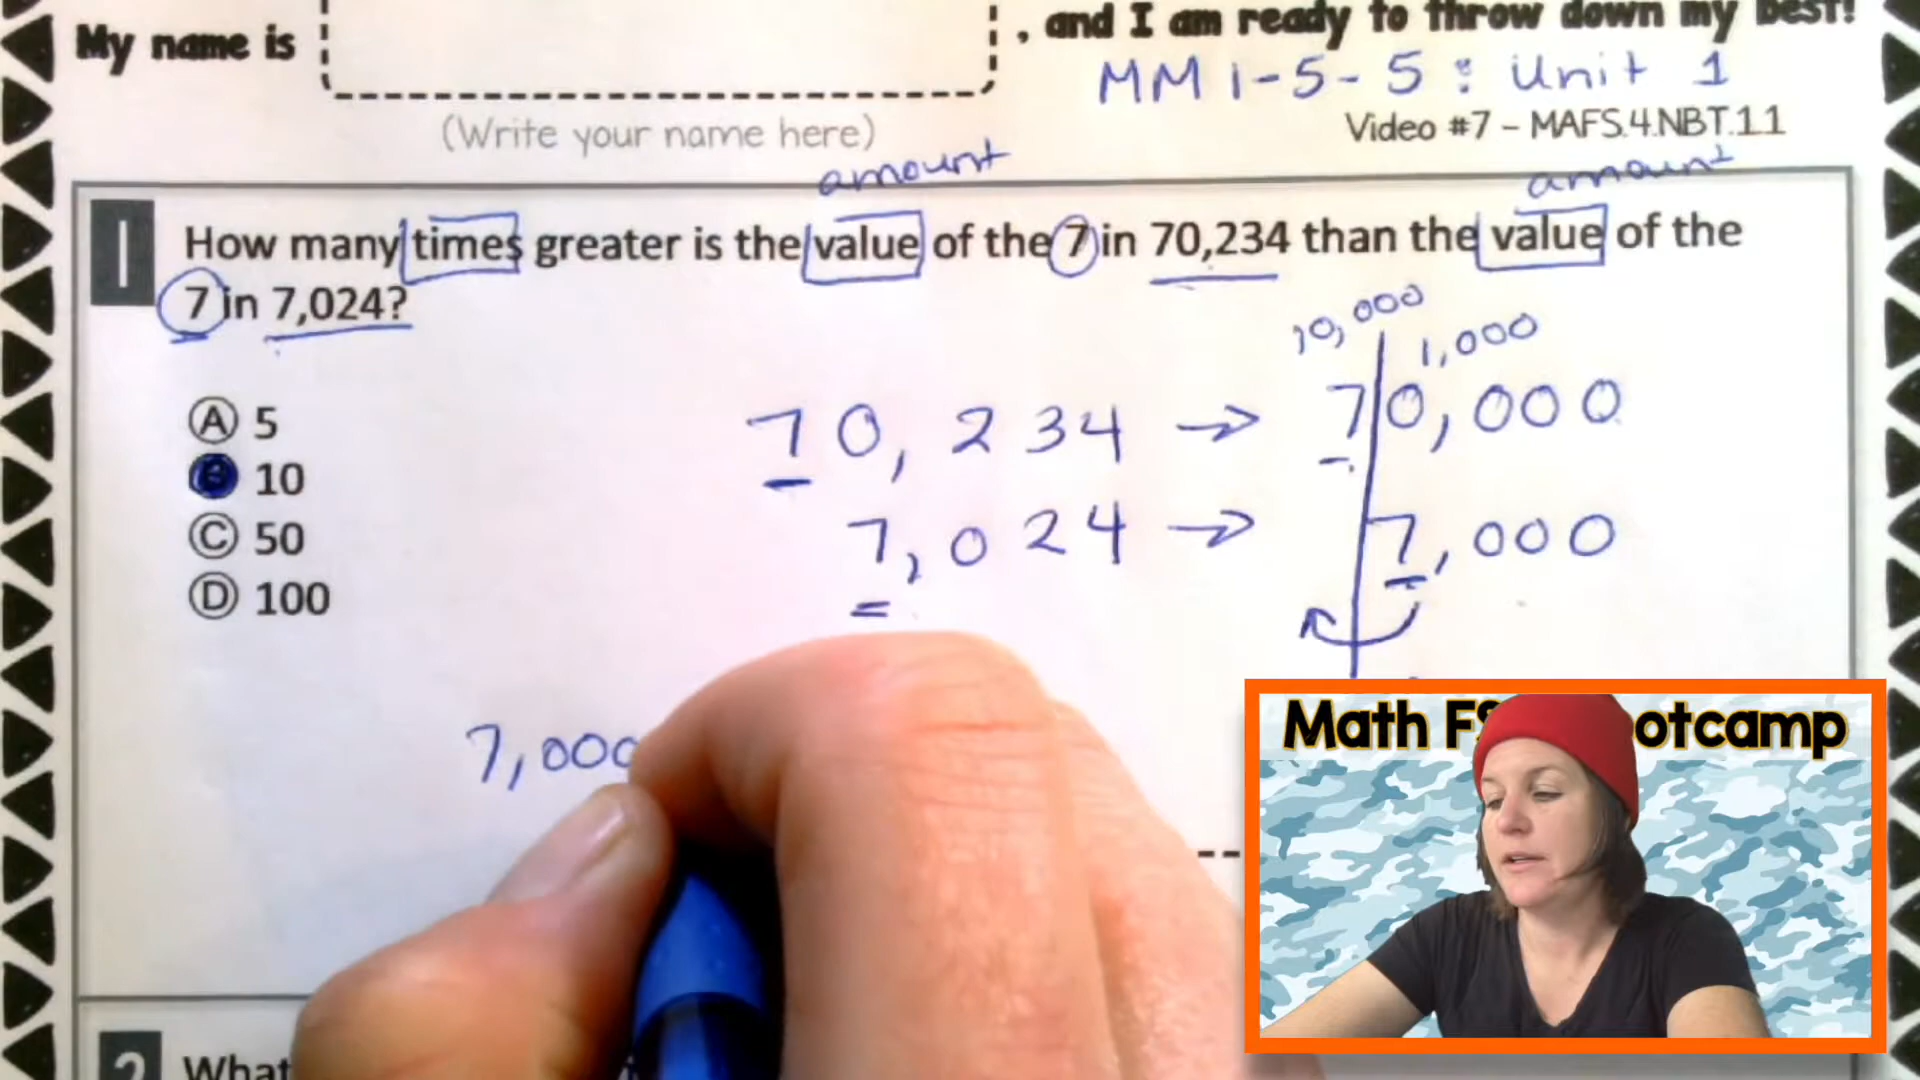 My name is , and I am ready to throw down my best!
MM 1-5-5 : Unit 1
(Write your name here)
Video #7 - MAFS.4.NBT.1.1
amount amount
1 How many times greater is the value of the 7 in 70,234 than the value of the
7 in 7,024?
10,000 1,000
A 5
70,234 → 70,000
B 10
C 50
7,024 → 7,000
D 100
7,000
Math otcamp
2 What